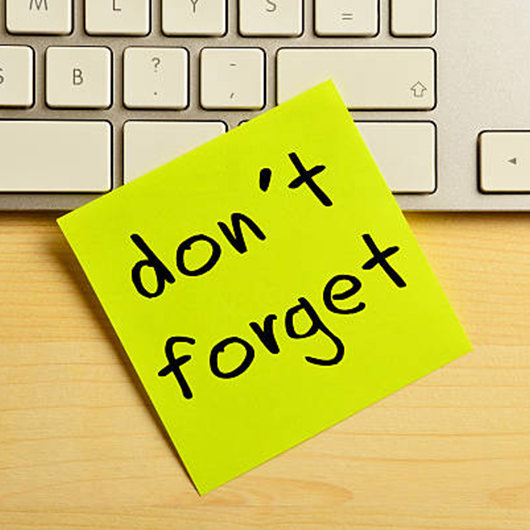 M L Y S =
S B ? . - ,
don't
forget